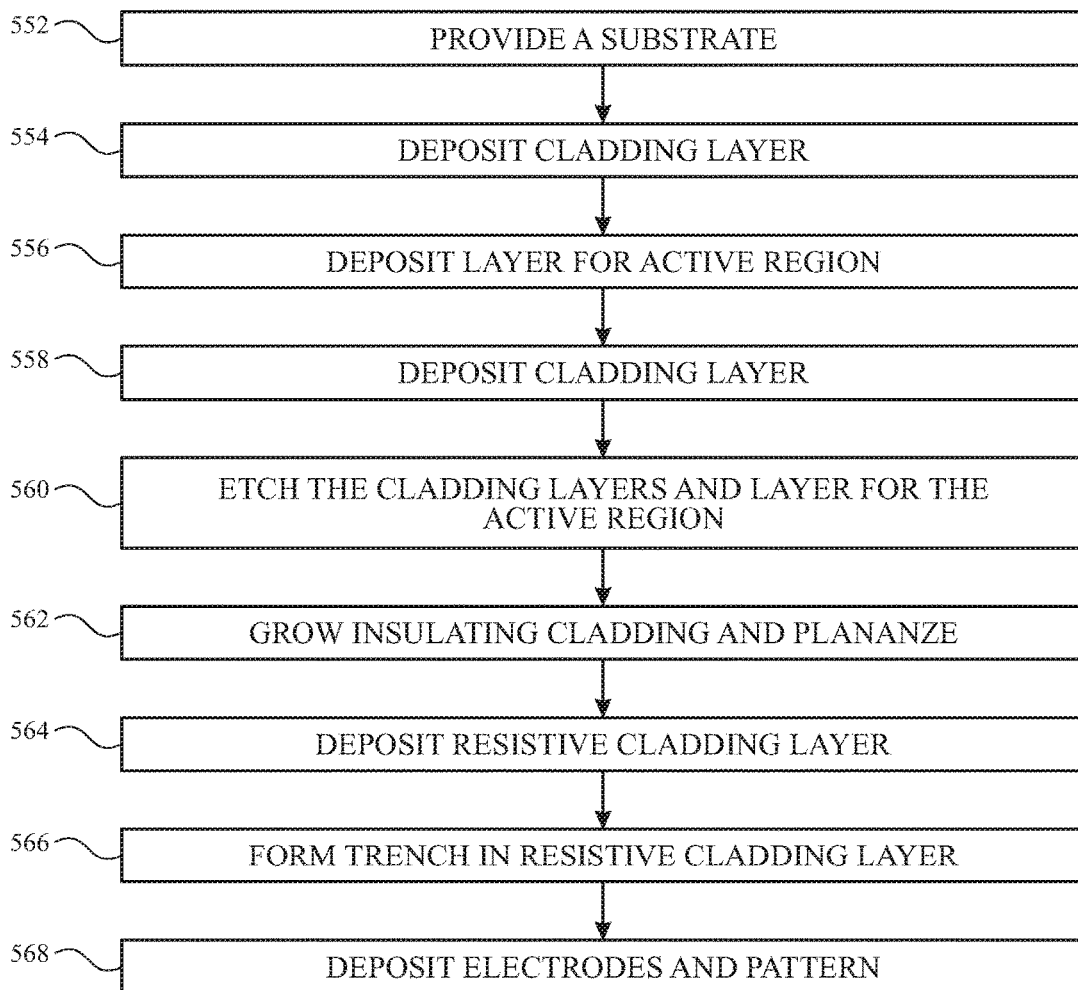 552
PROVIDE A SUBSTRATE
554
DEPOSIT CLADDING LAYER
556
DEPOSIT LAYER FOR ACTIVE REGION
558
DEPOSIT CLADDING LAYER
560
ETCH THE CLADDING LAYERS AND LAYER FOR THE
ACTIVE REGION
562
GROW INSULATING CLADDING AND PLANANZE
564
DEPOSIT RESISTIVE CLADDING LAYER
566
FORM TRENCH IN RESISTIVE CLADDING LAYER
568
DEPOSIT ELECTRODES AND PATTERN